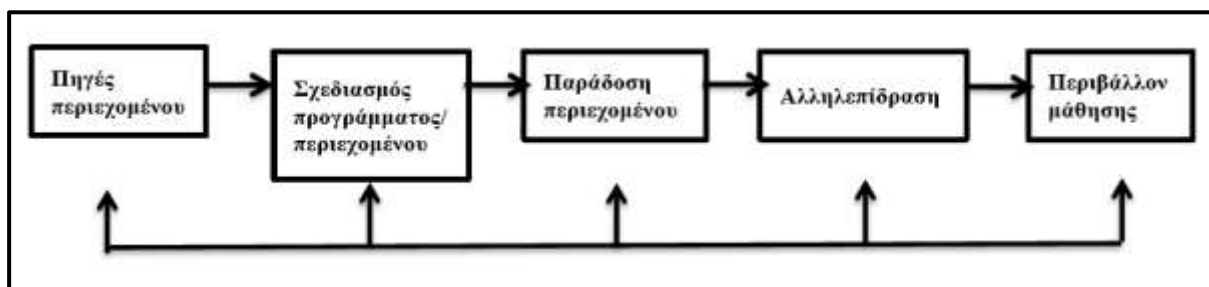 Πηγές
περιεχομένου
Σχεδιασμός
προγράμματος/
περιεχομένου
Παράδοση
περιεχομένου
Αλληλεπίδραση
Περιβάλλον
μάθησης